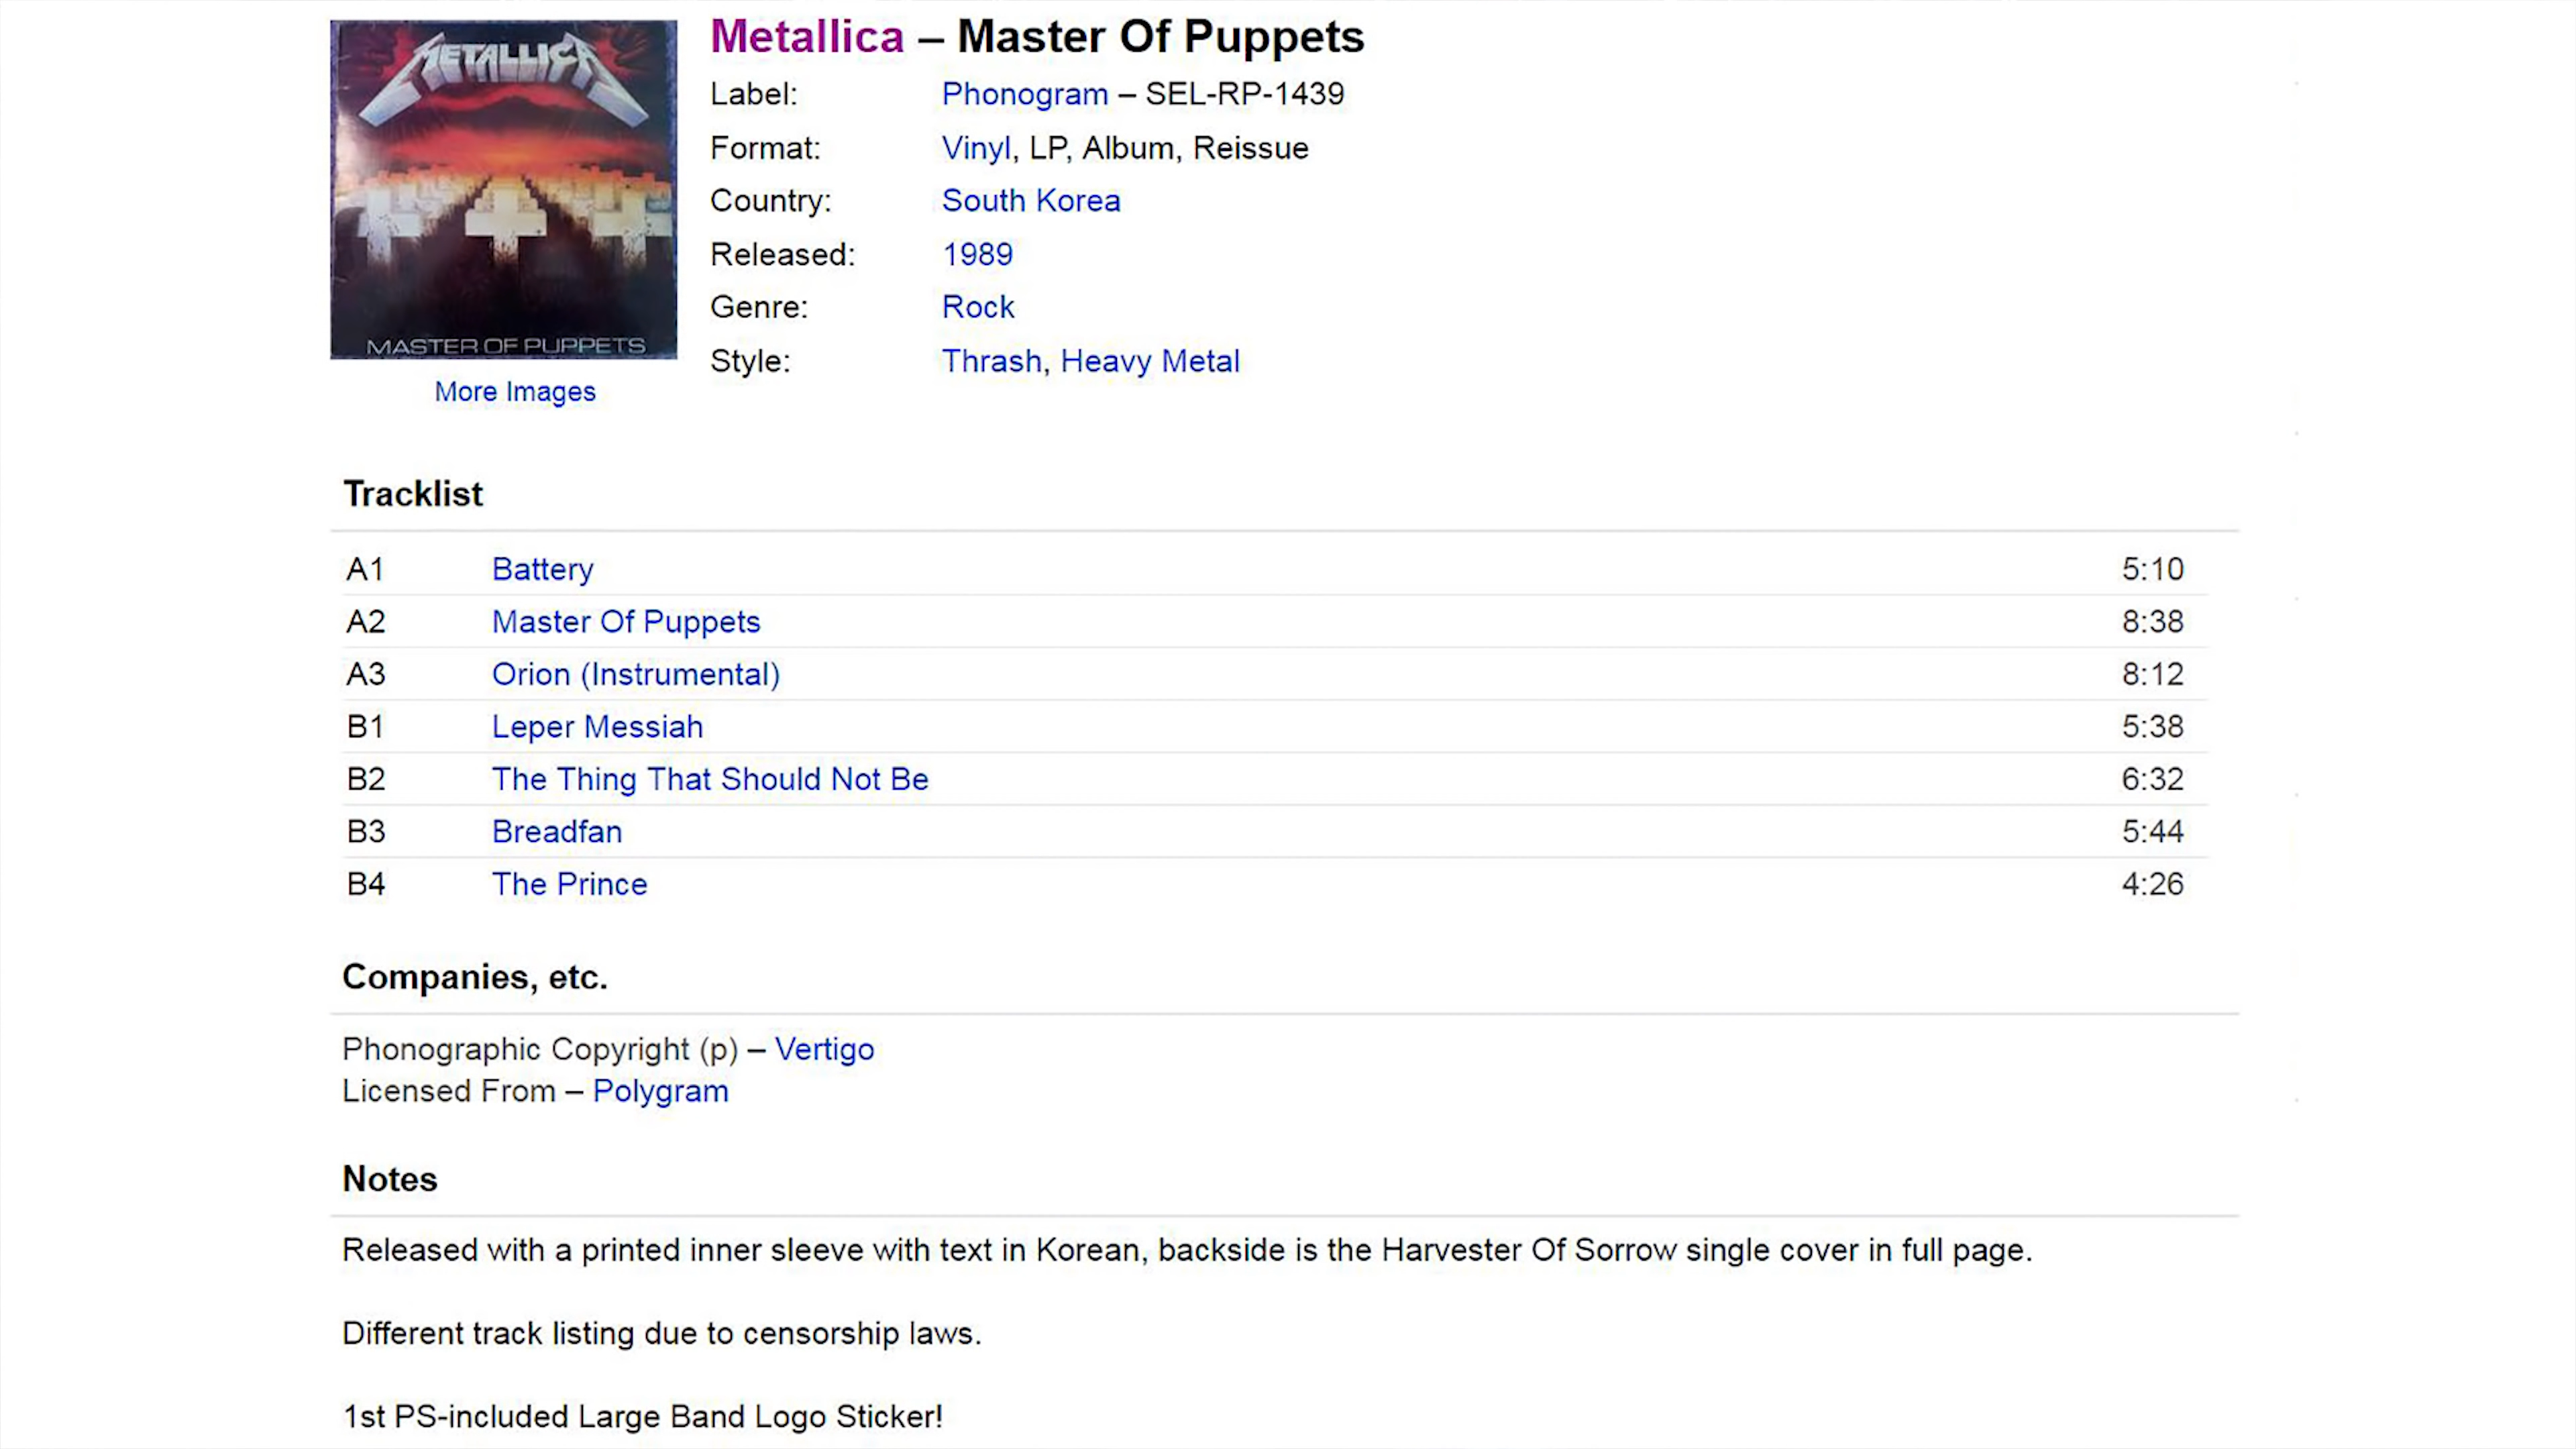 METALLICA
MASTER OF PUPPETS
More Images
Metallica – Master Of Puppets
Label: Phonogram – SEL-RP-1439
Format: Vinyl, LP, Album, Reissue
Country: South Korea
Released: 1989
Genre: Rock
Style: Thrash, Heavy Metal
Tracklist
A1 Battery 5:10
A2 Master Of Puppets 8:38
A3 Orion (Instrumental) 8:12
B1 Leper Messiah 5:38
B2 The Thing That Should Not Be 6:32
B3 Breadfan 5:44
B4 The Prince 4:26
Companies, etc.
Phonographic Copyright (p) – Vertigo
Licensed From – Polygram
Notes
Released with a printed inner sleeve with text in Korean, backside is the Harvester Of Sorrow single cover in full page.
Different track listing due to censorship laws.
1st PS-included Large Band Logo Sticker!